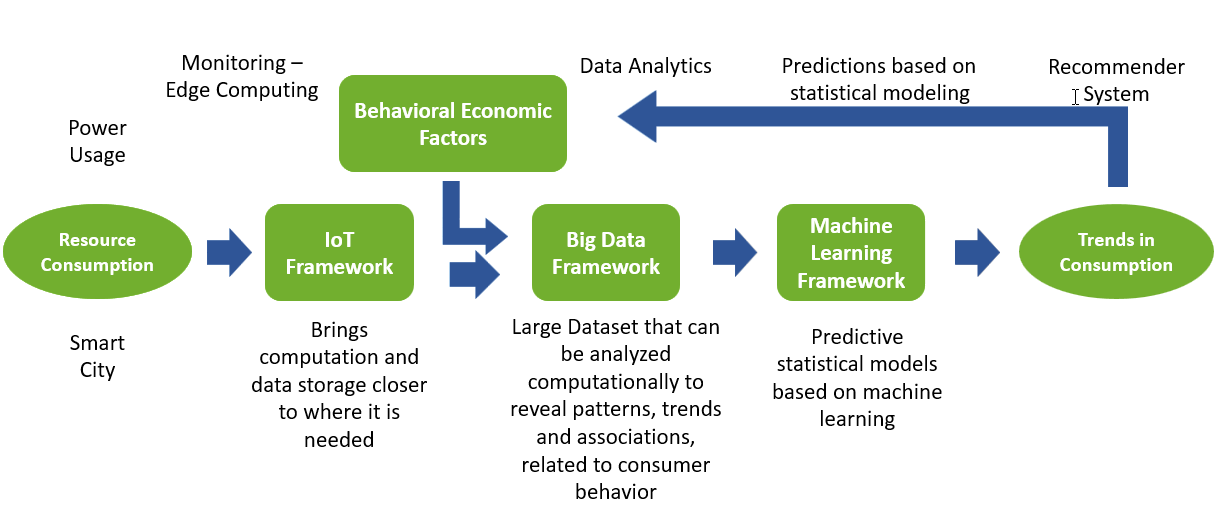 Monitoring –
Edge Computing
Behavioral Economic
Factors
Data Analytics
Predictions based on
statistical modeling
Recommender
System
Power
Usage
Resource
Consumption
IoT
Framework
Big Data
Framework
Machine
Learning
Framework
Trends in
Consumption
Smart
City
Brings
computation and
data storage closer
to where it is
needed
Large Dataset that can
be analyzed
computationally to
reveal patterns, trends
and associations,
related to consumer
behavior
Predictive
statistical models
based on machine
learning